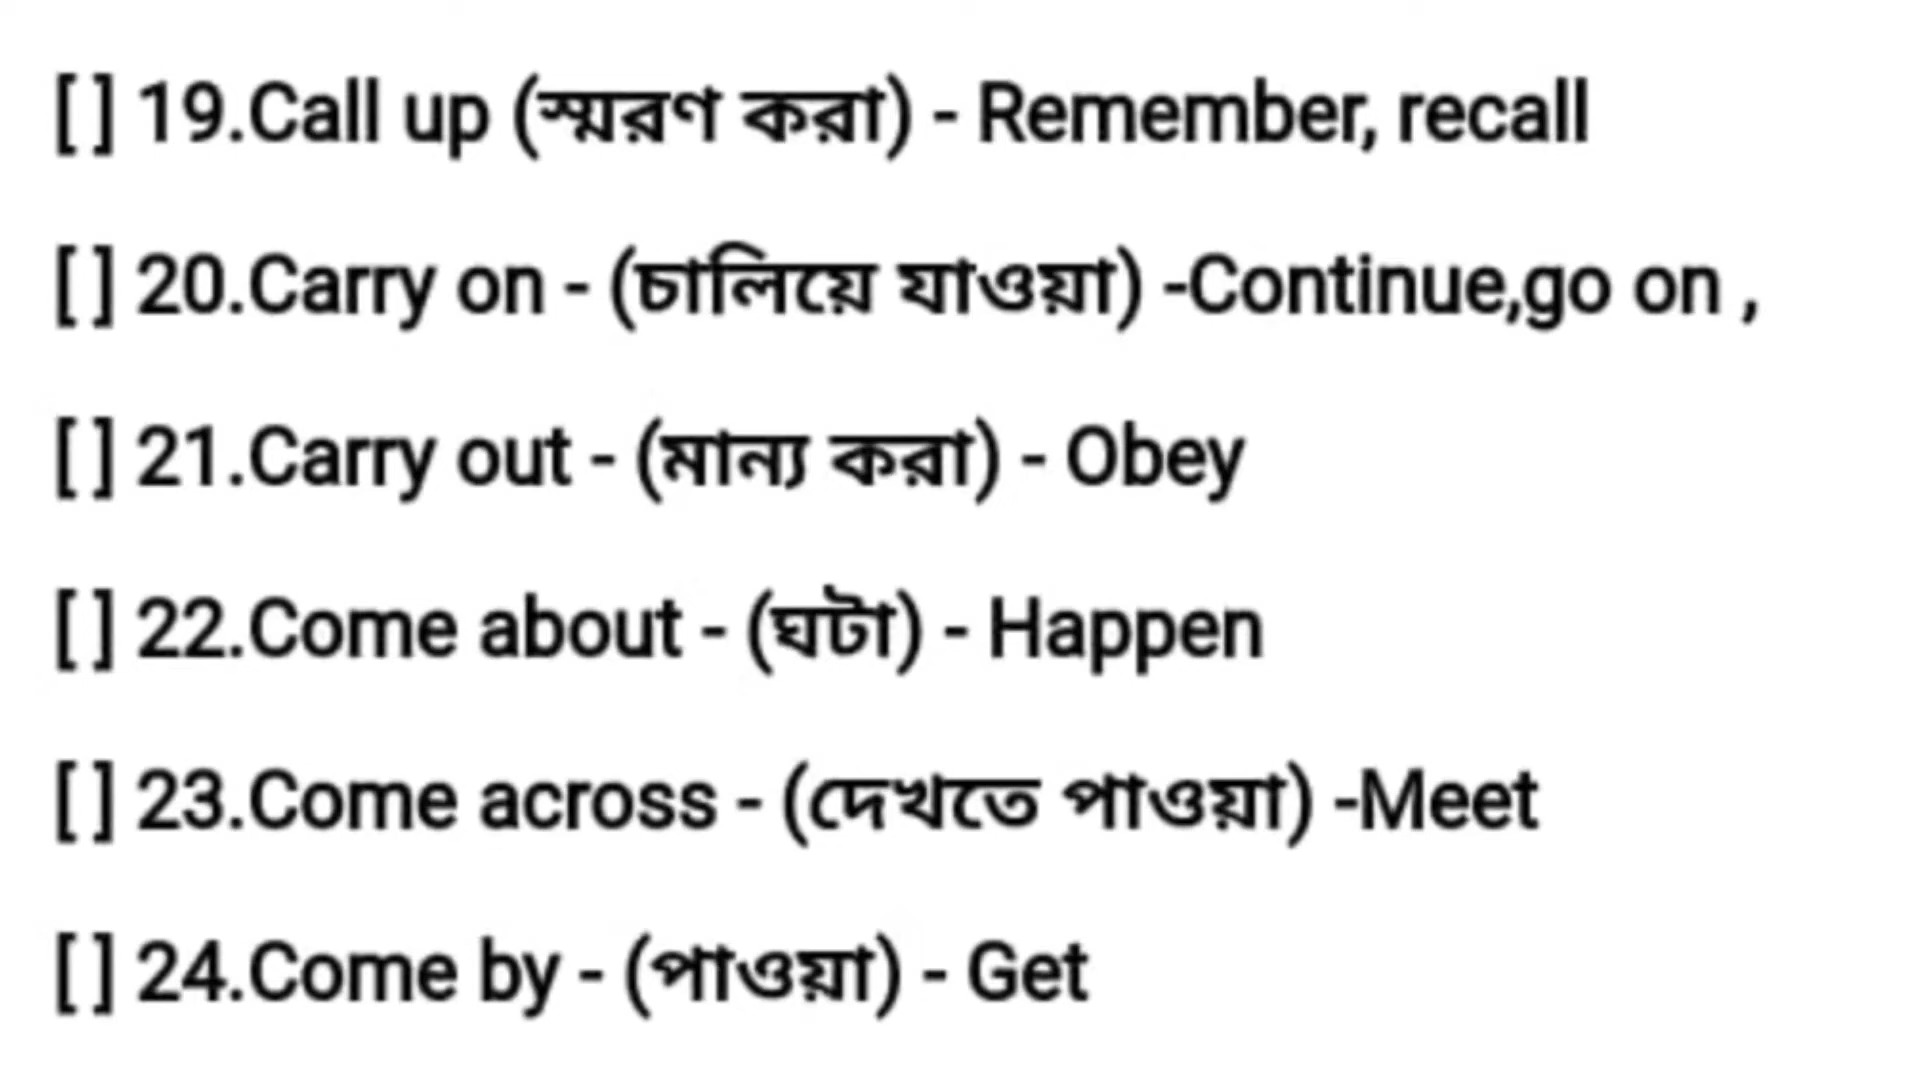 [ ] 19.Call up (স্মরণ করা) - Remember, recall
[ ] 20.Carry on - (চালিয়ে যাওয়া) -Continue,go on ,
[ ] 21.Carry out - (মান্য করা) - Obey
[ ] 22.Come about - (ঘটা) - Happen
[ ] 23.Come across - (দেখতে পাওয়া) -Meet
[ ] 24.Come by - (পাওয়া) - Get